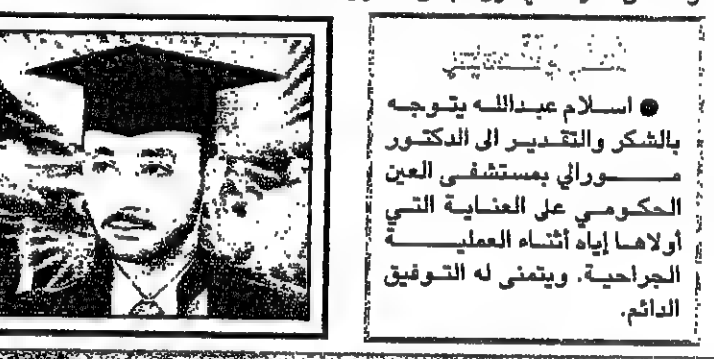 ● اسلام عبدالله يتوجه
بالشكر والتقدير الى الدكتور
مورالي بمستشفى العين
الحكومي على العناية التي
أولاها إياه أثناء العملية
الجراحية. ويتمنى له التوفيق
الدائم.